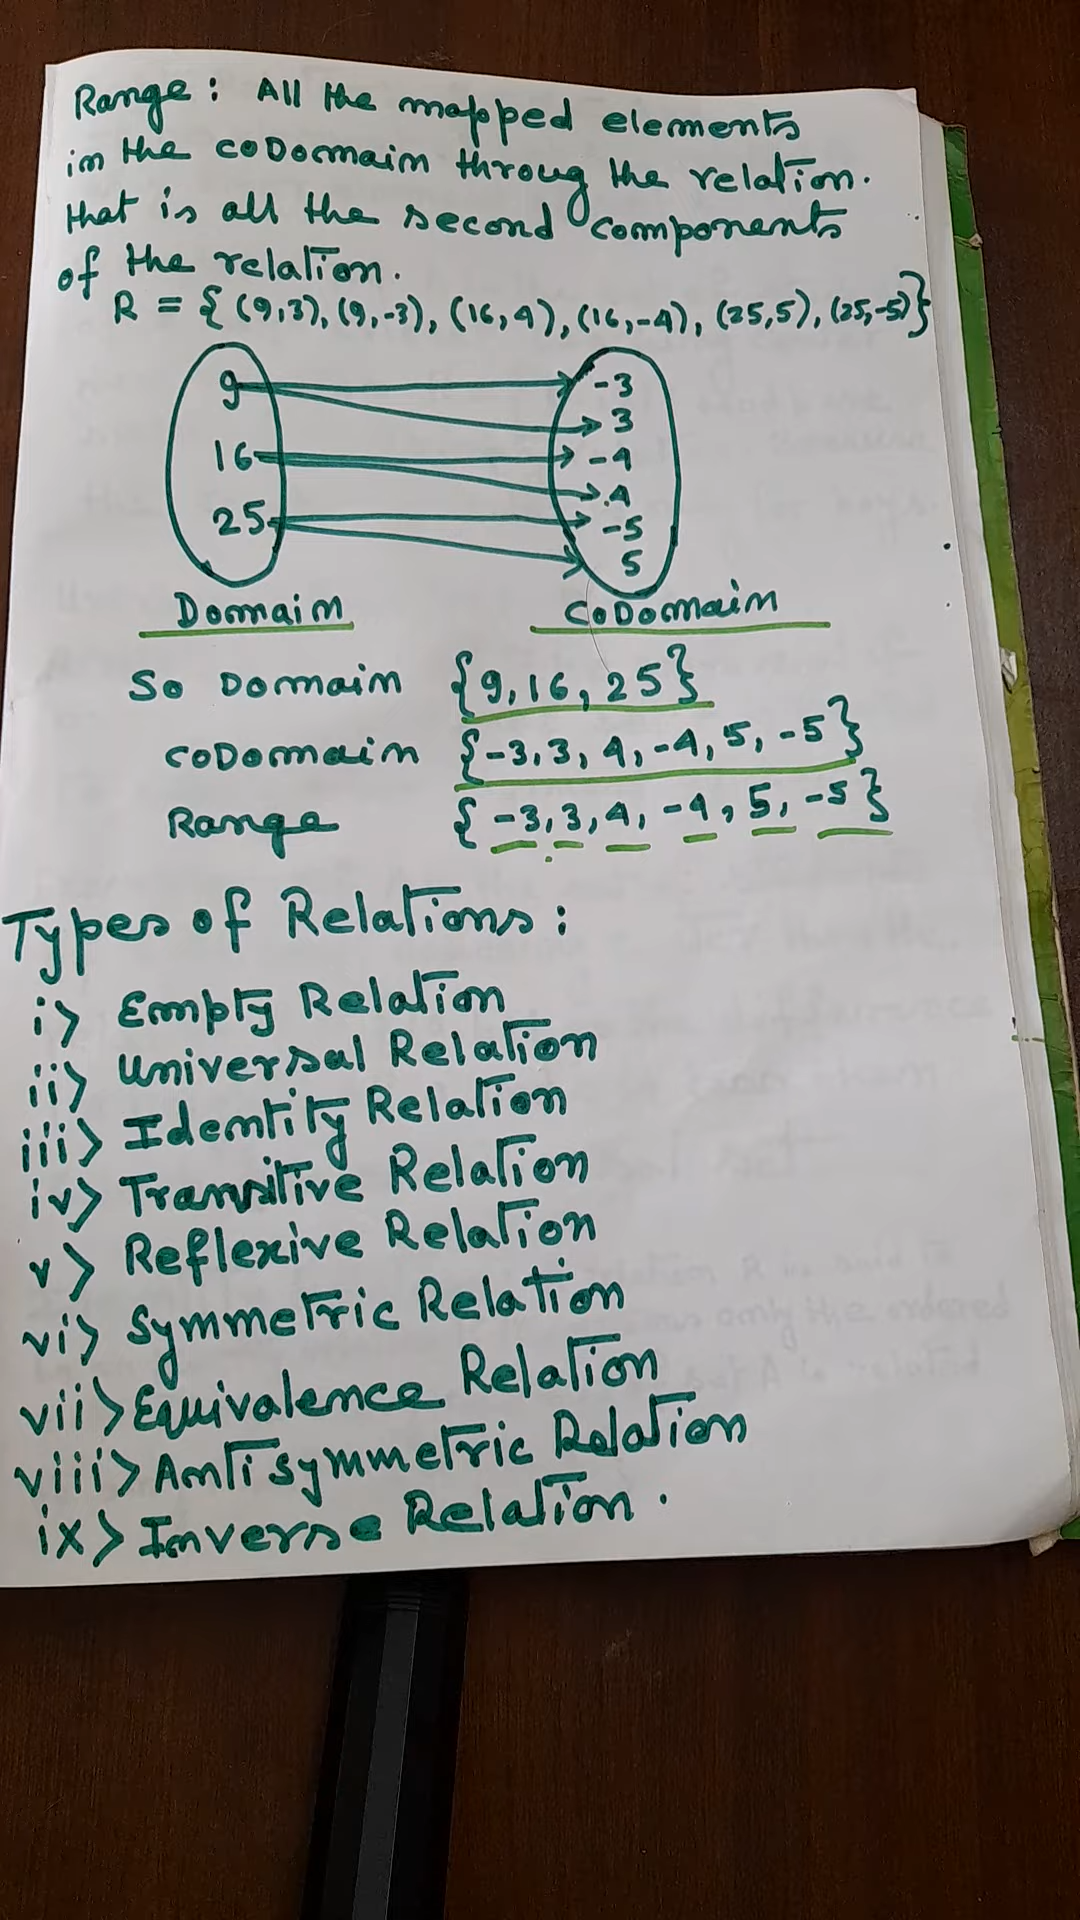 Range: All the mapped elements
in the coDomain throug the relation.
that is all the second components
of the relation.
R = {(9,3),(9,-3),(16,4),(16,-4),(25,5),(25,-5)}
9 -3
3
16 -4
4
25 -5
5
Domain coDomain
So Domain {9,16,25}
coDomain {-3,3,4,-4,5,-5}
Range {-3,3,4,-4,5,-5}
Types of Relations:
i> Empty Relation
ii> Universal Relation
iii> Identity Relation
iv> Transitive Relation
v> Reflexive Relation
vi> Symmetric Relation
vii> Equivalence Relation
viii> Anti symmetric Relation
ix> Inverse Relation.